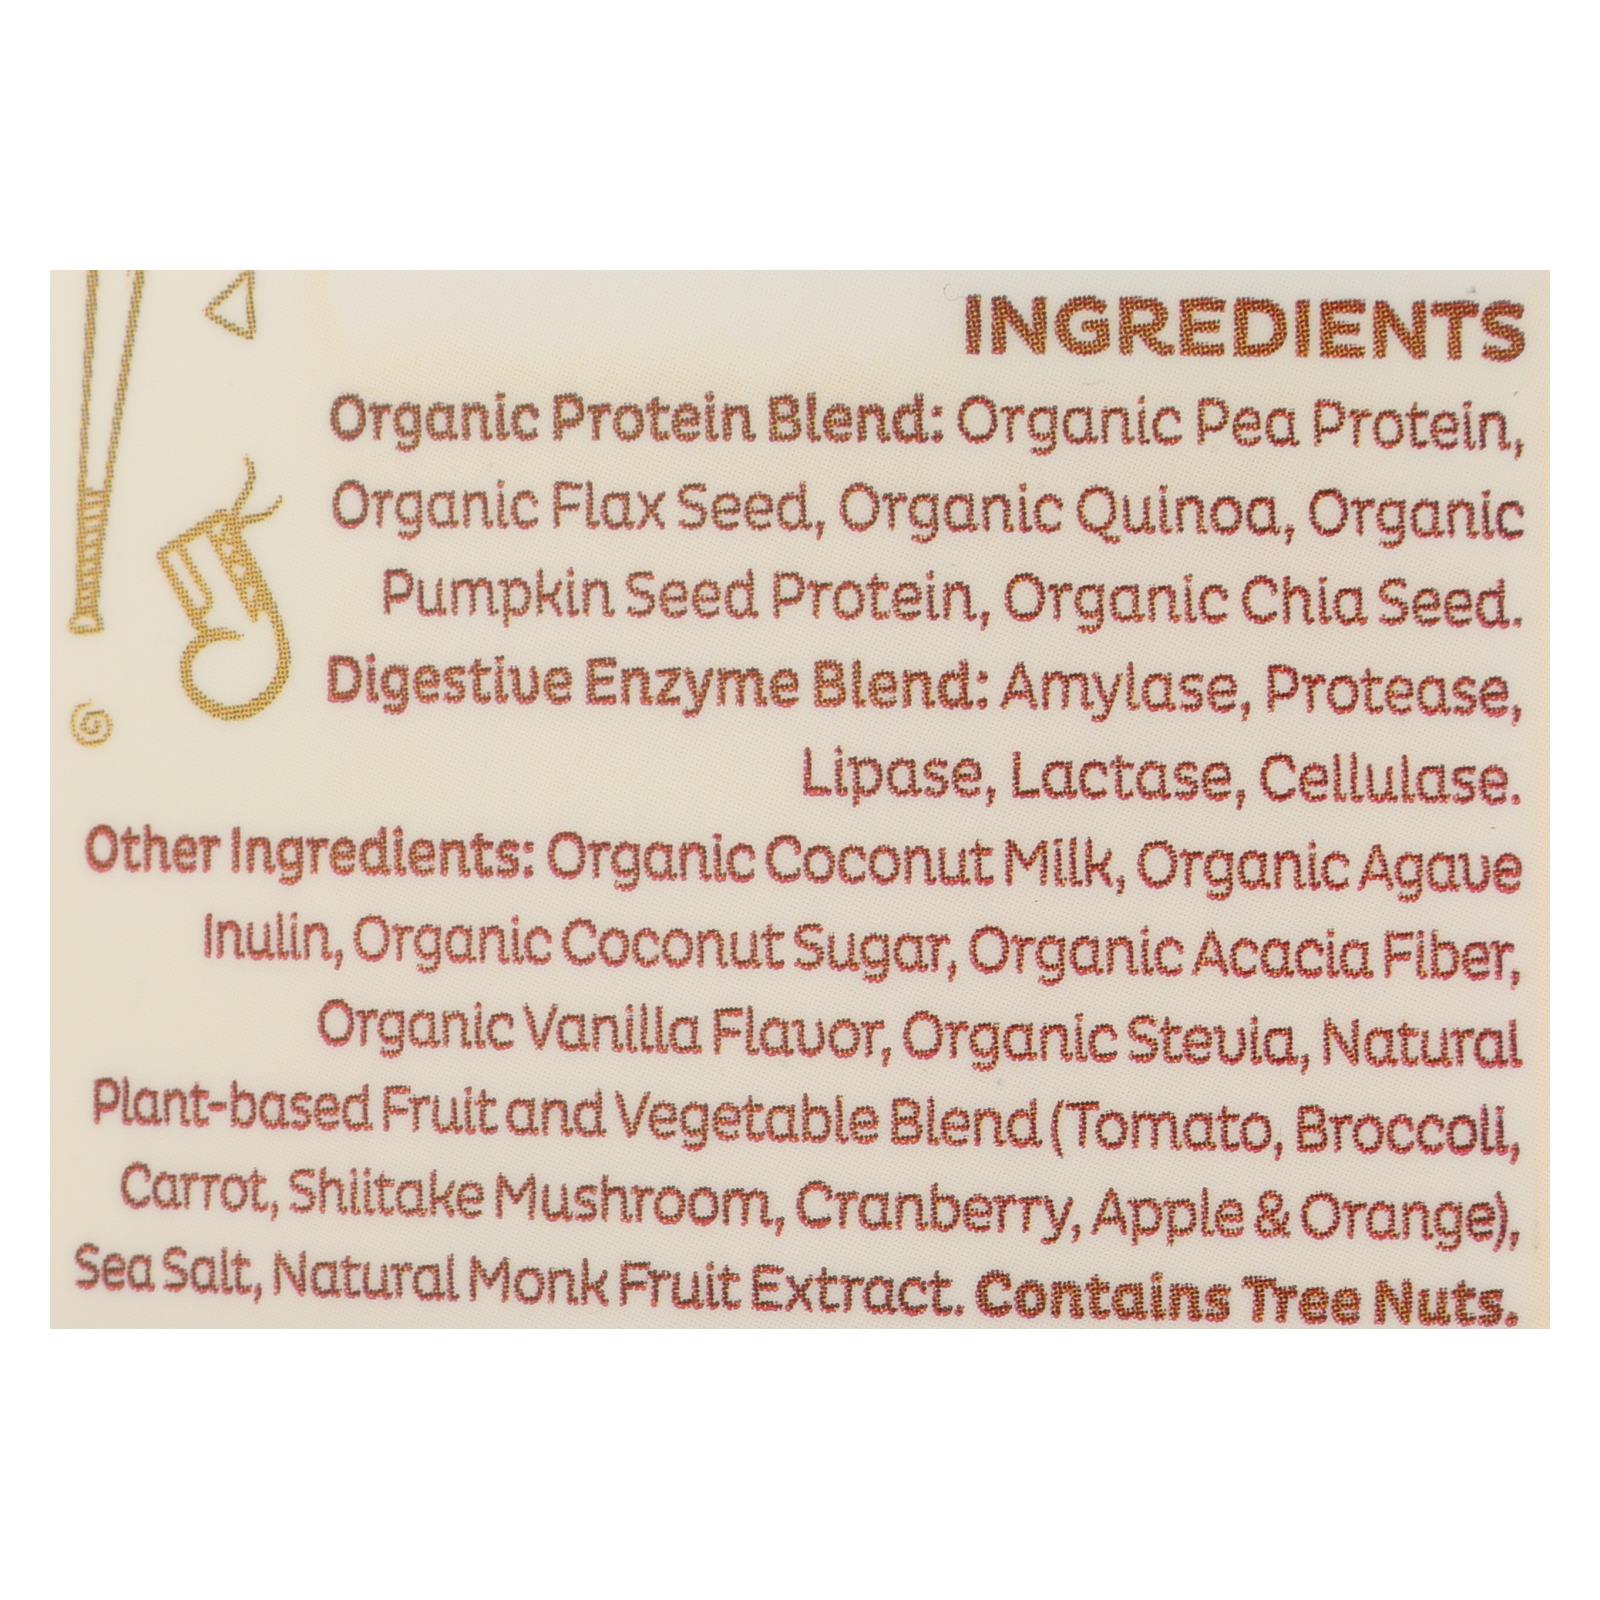 INGREDIENTS
Organic Protein Blend: Organic Pea Protein,
Organic Flax Seed, Organic Quinoa, Organic
Pumpkin Seed Protein, Organic Chia Seed.
Digestive Enzyme Blend: Amylase, Protease,
Lipase, Lactase, Cellulase.
Other Ingredients: Organic Coconut Milk, Organic Agave
Inulin, Organic Coconut Sugar, Organic Acacia Fiber,
Organic Vanilla Flavor, Organic Stevia, Natural
Plant-based Fruit and Vegetable Blend (Tomato, Broccoli,
Carrot, Shiitake Mushroom, Cranberry, Apple & Orange),
Sea Salt, Natural Monk Fruit Extract. Contains Tree Nuts.